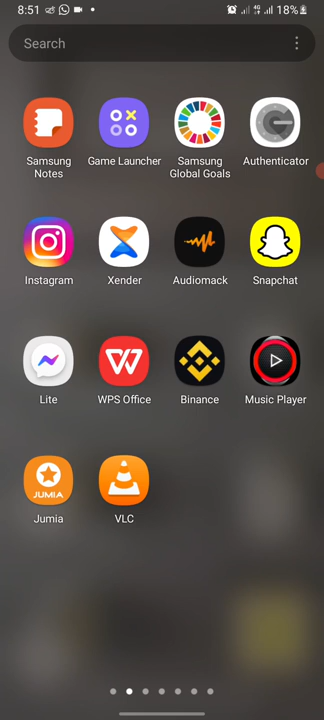 8:51
4G
18%
Search
Samsung Notes
Game Launcher
Samsung Global Goals
Authenticator
Instagram
Xender
Audiomack
Snapchat
Lite
WPS Office
Binance
Music Player
JUMIA
Jumia
VLC